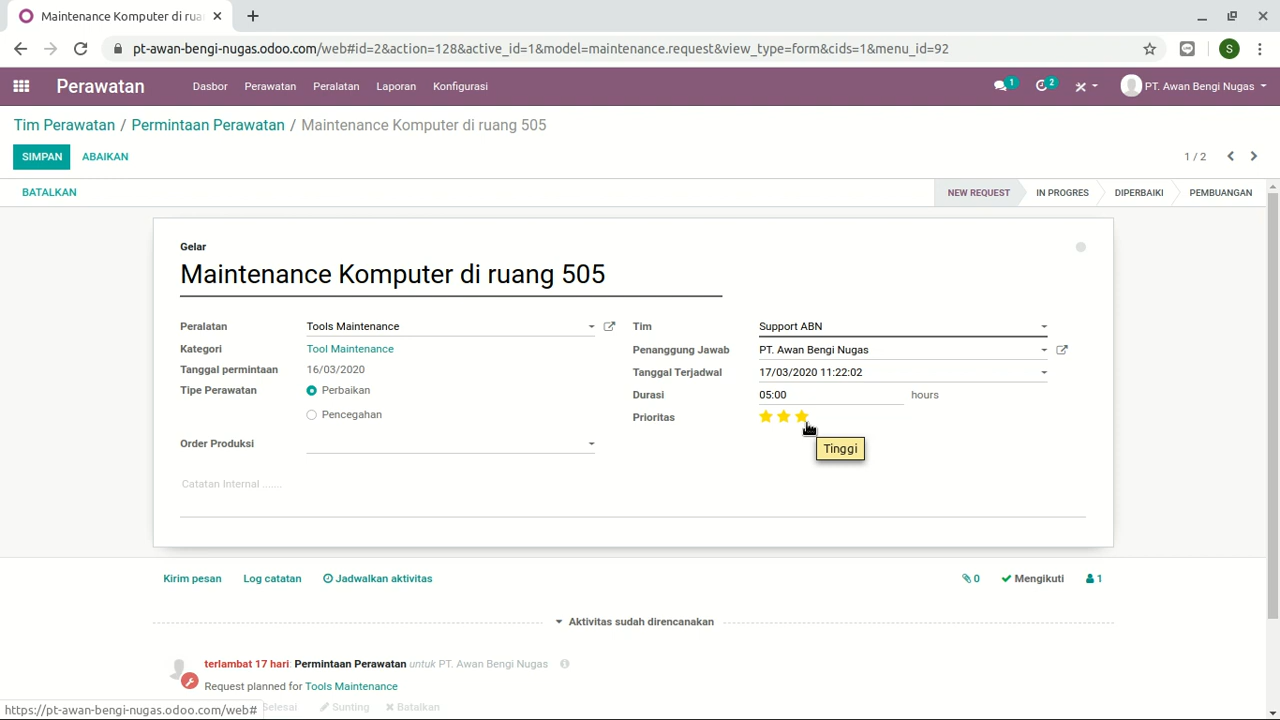 Maintenance Komputer di rua
pt-awan-bengi-nugas.odoo.com/web#id=2&action=128&active_id=1&model=maintenance.request&view_type=form&cids=1&menu_id=92
S
Perawatan
Dasbor
Perawatan
Peralatan
Laporan
Konfigurasi
1
2
PT. Awan Bengi Nugas
Tim Perawatan / Permintaan Perawatan / Maintenance Komputer di ruang 505
SIMPAN
ABAIKAN
1 / 2
BATALKAN
NEW REQUEST
IN PROGRES
DIPERBAIKI
PEMBUANGAN
Gelar
Maintenance Komputer di ruang 505
Peralatan
Tools Maintenance
Tim
Support ABN
Kategori
Tool Maintenance
Penanggung Jawab
PT. Awan Bengi Nugas
Tanggal permintaan
16/03/2020
Tanggal Terjadwal
17/03/2020 11:22:02
Tipe Perawatan
Perbaikan
Durasi
05:00
hours
Pencegahan
Prioritas
Order Produksi
Tinggi
Catatan Internal .......
Kirim pesan
Log catatan
Jadwalkan aktivitas
0
Mengikuti
1
Aktivitas sudah direncanakan
terlambat 17 hari: Permintaan Perawatan untuk PT. Awan Bengi Nugas
Request planned for Tools Maintenance
https://pt-awan-bengi-nugas.odoo.com/web#
Selesai
Sunting
Batalkan